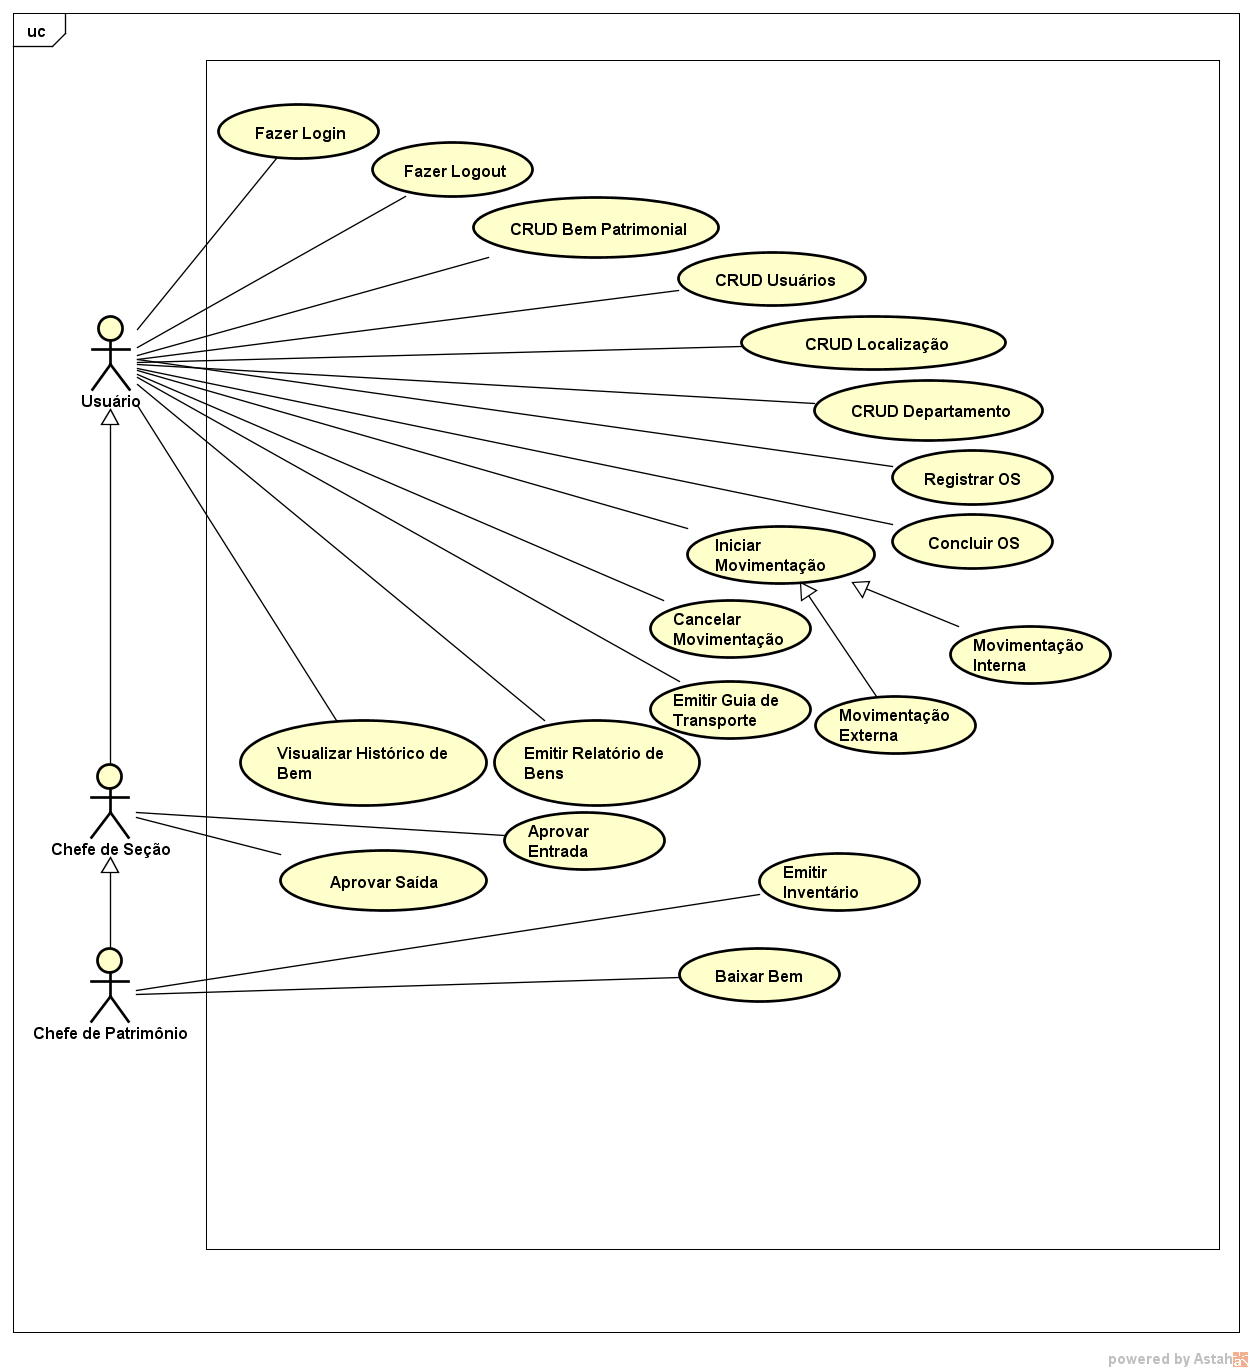 uc
Fazer Login
Fazer Logout
CRUD Bem Patrimonial
CRUD Usuários
CRUD Localização
Usuário
CRUD Departamento
Registrar OS
Concluir OS
Iniciar
Movimentação
Cancelar
Movimentação
Movimentação
Interna
Emitir Guia de
Transporte
Movimentação
Externa
Visualizar Histórico de
Bem
Emitir Relatório de
Bens
Chefe de Seção
Aprovar
Entrada
Aprovar Saída
Emitir
Inventário
Baixar Bem
Chefe de Patrimônio
powered by Astah